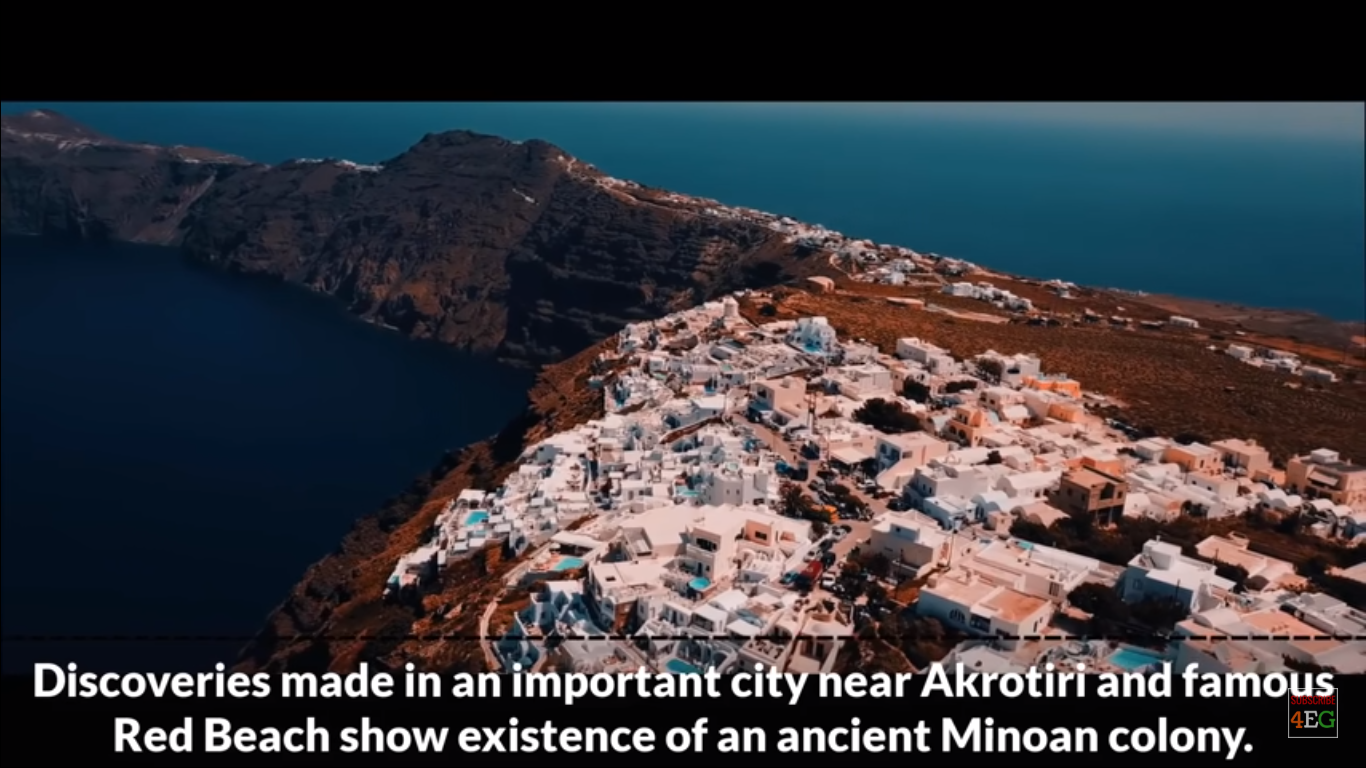 Discoveries made in an important city near Akrotiri and famous
Red Beach show existence of an ancient Minoan colony.
SUBSCRIBE
4EG